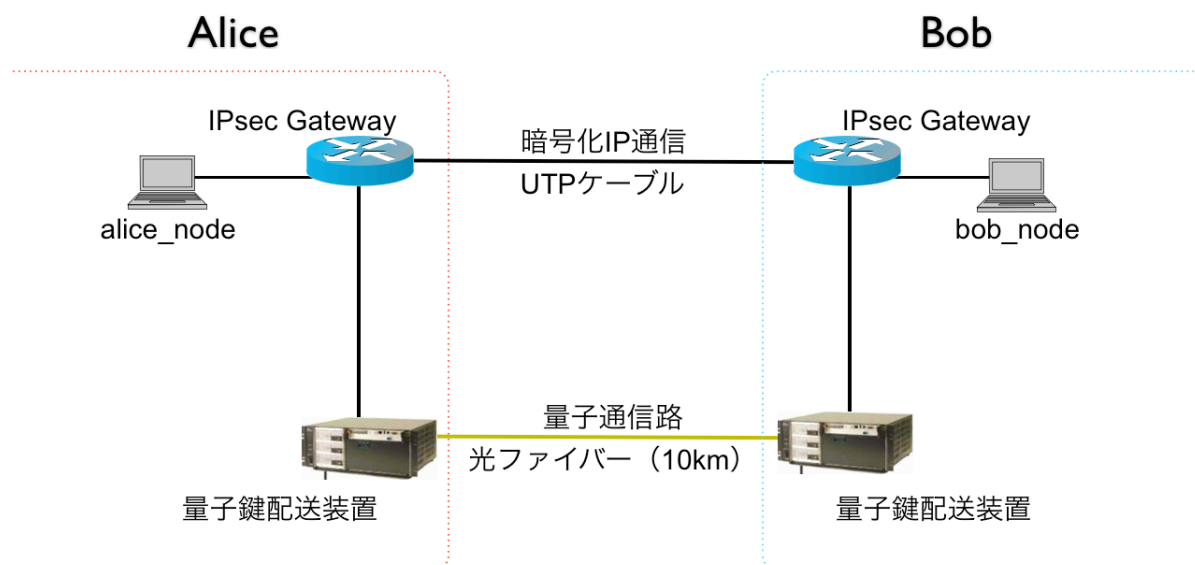 Alice
Bob
IPsec Gateway
IPsec Gateway
暗号化IP通信
UTPケーブル
alice_node
bob_node
量子通信路
光ファイバー（10km）
量子鍵配送装置
量子鍵配送装置